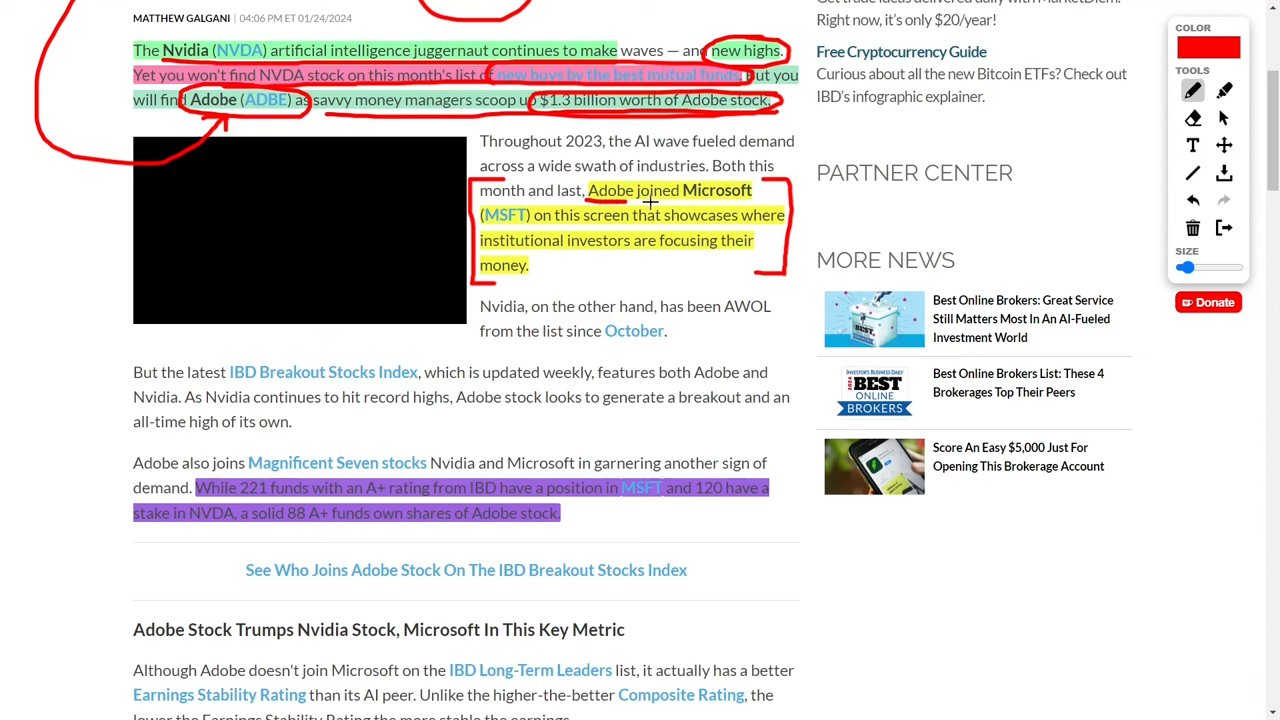 MATTHEW GALGANI | 04:06 PM ET 01/24/2024
The Nvidia (NVDA) artificial intelligence juggernaut continues to make waves — and new highs.
Yet you won't find NVDA stock on this month's list of new buys by the best mutual funds. But you
will find Adobe (ADBE) as savvy money managers scoop up $1.3 billion worth of Adobe stock.
Throughout 2023, the AI wave fueled demand
across a wide swath of industries. Both this
month and last, Adobe joined Microsoft
(MSFT) on this screen that showcases where
institutional investors are focusing their
money.
Nvidia, on the other hand, has been AWOL
from the list since October.
But the latest IBD Breakout Stocks Index, which is updated weekly, features both Adobe and
Nvidia. As Nvidia continues to hit record highs, Adobe stock looks to generate a breakout and an
all-time high of its own.
Adobe also joins Magnificent Seven stocks Nvidia and Microsoft in garnering another sign of
demand. While 221 funds with an A+ rating from IBD have a position in MSFT and 120 have a
stake in NVDA, a solid 88 A+ funds own shares of Adobe stock.
See Who Joins Adobe Stock On The IBD Breakout Stocks Index
Adobe Stock Trumps Nvidia Stock, Microsoft In This Key Metric
Although Adobe doesn't join Microsoft on the IBD Long-Term Leaders list, it actually has a better
Earnings Stability Rating than its AI peer. Unlike the higher-the-better Composite Rating, the
lower the Earnings Stability Rating the more stable the earnings.
Get trade ideas delivered daily with MarketDiem.
Right now, it's only $20/year!
Free Cryptocurrency Guide
Curious about all the new Bitcoin ETFs? Check out
IBD's infographic explainer.
PARTNER CENTER
MORE NEWS
Best Online Brokers: Great Service
Still Matters Most In An AI-Fueled
Investment World
INVESTOR'S BUSINESS DAILY
BEST
ONLINE
BROKERS
Best Online Brokers List: These 4
Brokerages Top Their Peers
Score An Easy $5,000 Just For
Opening This Brokerage Account
COLOR
TOOLS
T
SIZE
Donate